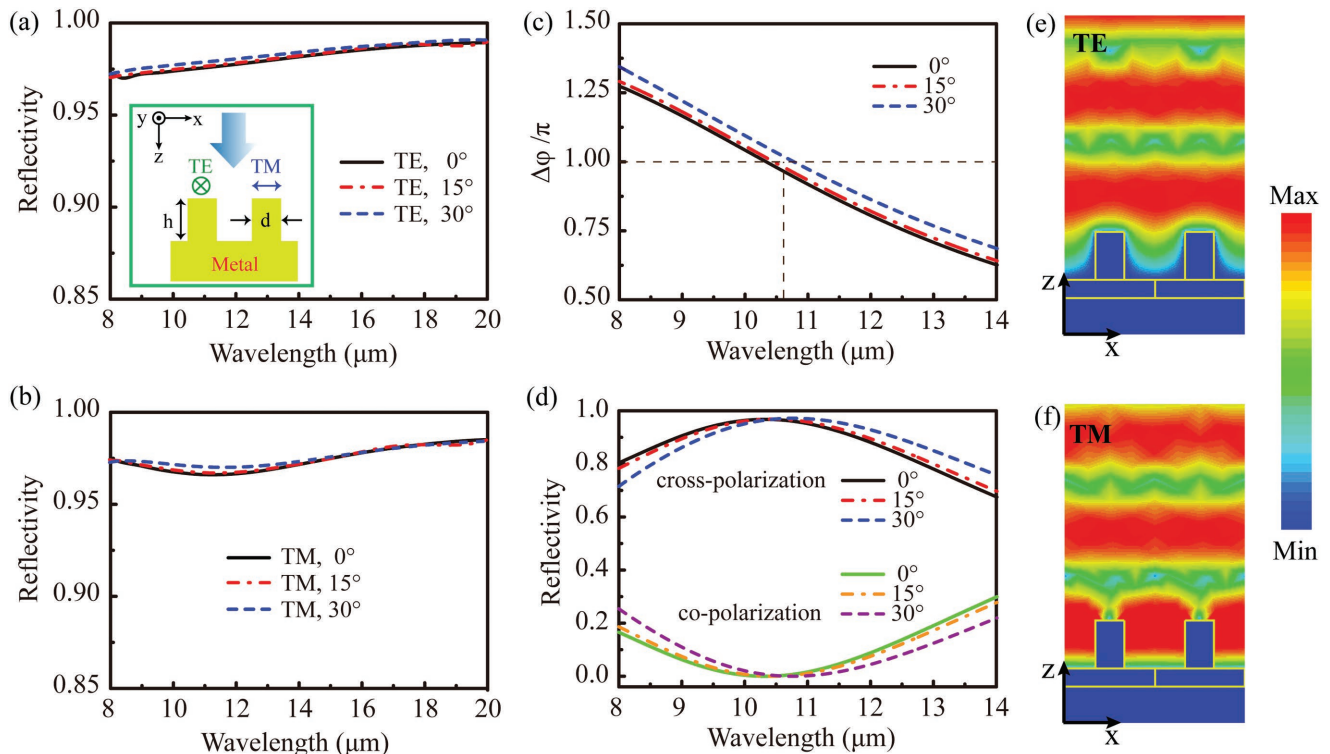 (a)
1.00
0.95
0.90
0.85
Reflectivity
y
x
z
TE
TM
h
d
Metal
TE, 0°
TE, 15°
TE, 30°
8 10 12 14 16 18 20
Wavelength (μm)
(b)
1.00
0.95
0.90
0.85
Reflectivity
TM, 0°
TM, 15°
TM, 30°
8 10 12 14 16 18 20
Wavelength (μm)
(c)
1.50
1.25
1.00
0.75
0.50
Δφ/π
0°
15°
30°
8 9 10 11 12 13 14
Wavelength (μm)
(d)
1.0
0.8
0.6
0.4
0.2
0.0
Reflectivity
cross-polarization
0°
15°
30°
co-polarization
0°
15°
30°
8 9 10 11 12 13 14
Wavelength (μm)
(e)
TE
z
x
(f)
TM
z
x
Max
Min